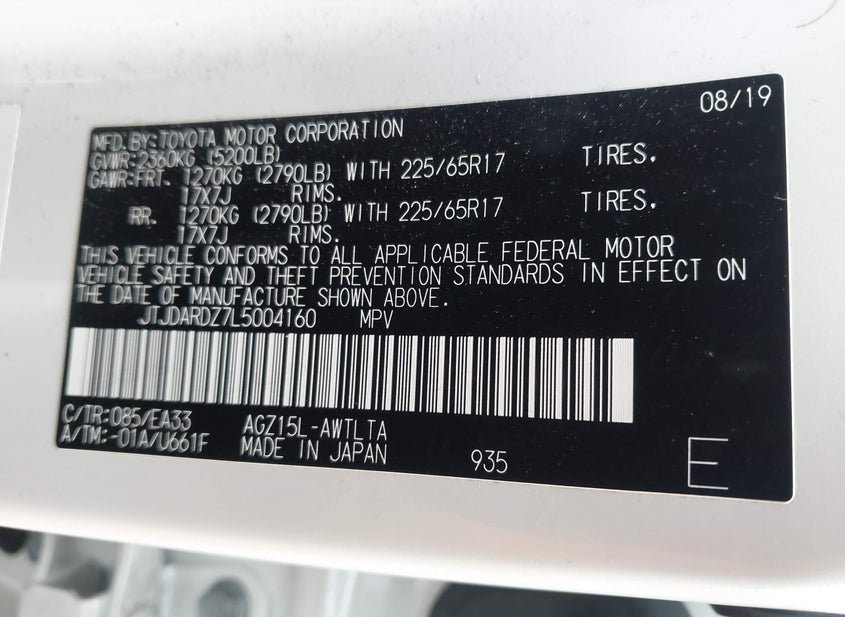 08/19
MFD.BY:TOYOTA MOTOR CORPORATION
GVWR:2360KG (5200LB)
GAWR:FRT. 1270KG (2790LB) WITH 225/65R17 TIRES.
17X7J RIMS.
RR. 1270KG (2790LB) WITH 225/65R17 TIRES.
17X7J RIMS.
THIS VEHICLE CONFORMS TO ALL APPLICABLE FEDERAL MOTOR
VEHICLE SAFETY AND THEFT PREVENTION STANDARDS IN EFFECT ON
THE DATE OF MANUFACTURE SHOWN ABOVE.
JTJDARDZ7L5004160 MPV
C/TR:085/EA33 AGZ15L-AWTLTA
A/TM:-01A/U661F MADE IN JAPAN 935 E